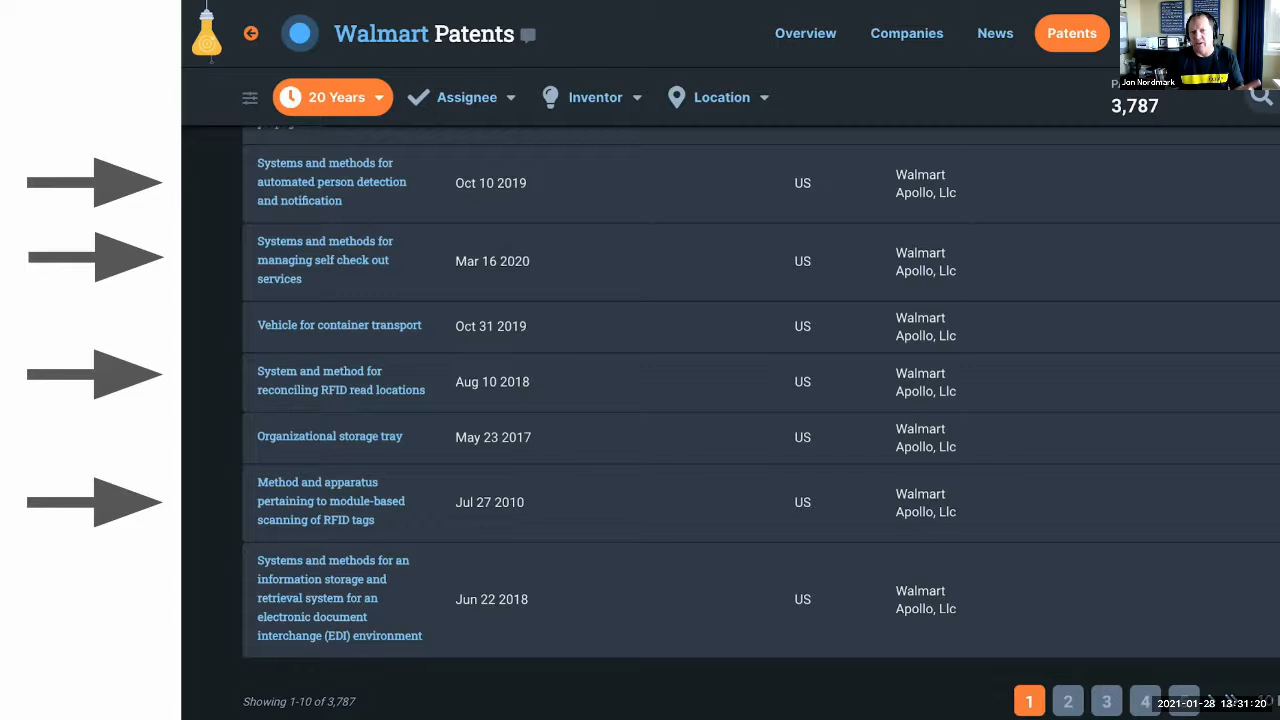 Walmart Patents
Overview
Companies
News
Patents
Jon Nordmark
20 Years
Assignee
Inventor
Location
3,787
Systems and methods for
automated person detection
and notification
Oct 10 2019
US
Walmart
Apollo, Llc
Systems and methods for
managing self check out
services
Mar 16 2020
US
Walmart
Apollo, Llc
Vehicle for container transport
Oct 31 2019
US
Walmart
Apollo, Llc
System and method for
reconciling RFID read locations
Aug 10 2018
US
Walmart
Apollo, Llc
Organizational storage tray
May 23 2017
US
Walmart
Apollo, Llc
Method and apparatus
pertaining to module-based
scanning of RFID tags
Jul 27 2010
US
Walmart
Apollo, Llc
Systems and methods for an
information storage and
retrieval system for an
electronic document
interchange (EDI) environment
Jun 22 2018
US
Walmart
Apollo, Llc
Showing 1-10 of 3,787
1 2 3 4
2021-01-28 13:31:20